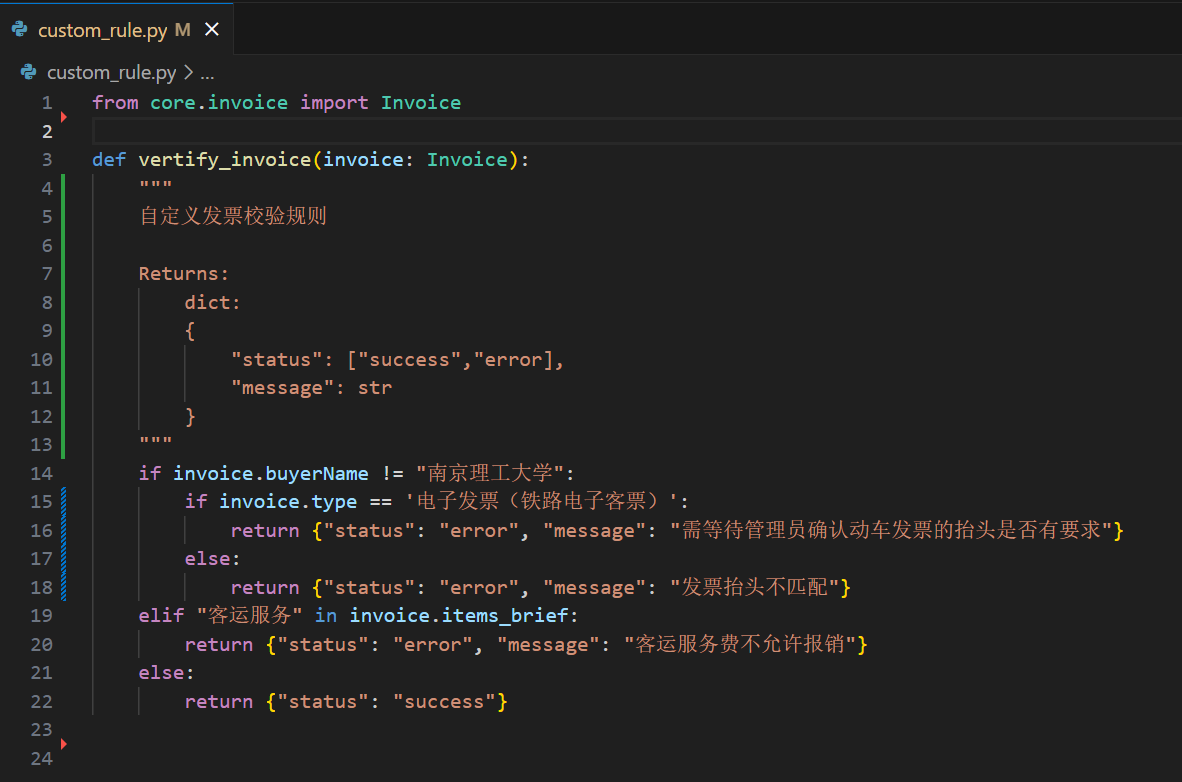 custom_rule.py M ×
custom_rule.py > ...
1 from core.invoice import Invoice
2
3 def vertify_invoice(invoice: Invoice):
4     """
5     自定义发票校验规则
6
7     Returns:
8         dict:
9         {
10             "status": ["success","error],
11             "message": str
12         }
13     """
14     if invoice.buyerName != "南京理工大学":
15         if invoice.type == '电子发票（铁路电子客票）':
16             return {"status": "error", "message": "需等待管理员确认动车发票的抬头是否有要求"}
17         else:
18             return {"status": "error", "message": "发票抬头不匹配"}
19     elif "客运服务" in invoice.items_brief:
20         return {"status": "error", "message": "客运服务费不允许报销"}
21     else:
22         return {"status": "success"}
23
24